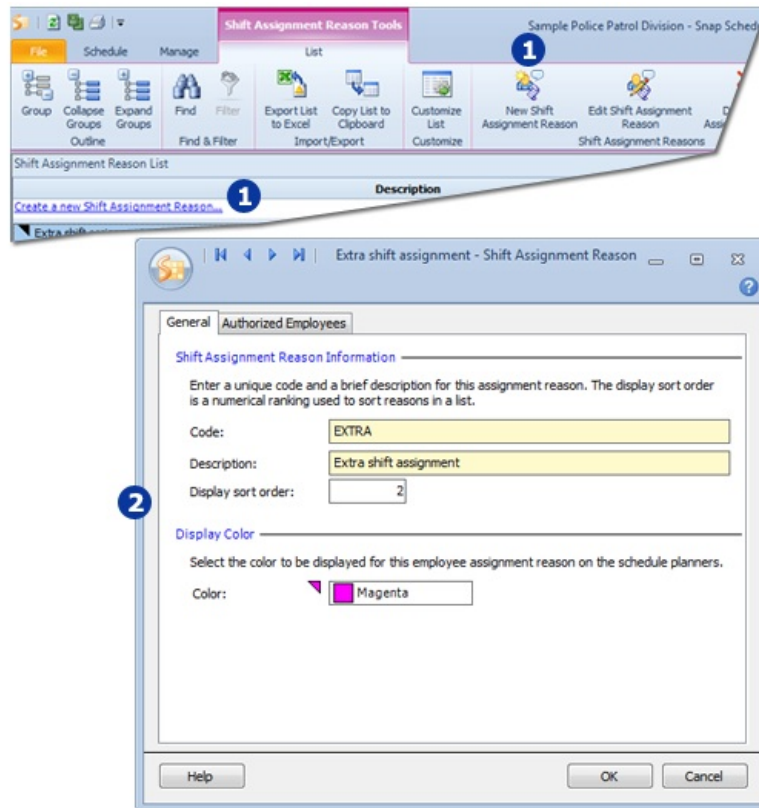 Shift Assignment Reason Tools
Sample Police Patrol Division - Snap Sched
File Schedule Manage List
1
Group Collapse Groups Expand Groups Find Filter Export List to Excel Copy List to Clipboard Customize List New Shift Assignment Reason Edit Shift Assignment Reason
Outline Find & Filter Import/Export Customize Shift Assignment Reasons
Shift Assignment Reason List
Description
Create a new Shift Assignment Reason... 1
Extra shift
Extra shift assignment - Shift Assignment Reason
General Authorized Employees
Shift Assignment Reason Information
Enter a unique code and a brief description for this assignment reason. The display sort order
is a numerical ranking used to sort reasons in a list.
Code: EXTRA
Description: Extra shift assignment
Display sort order: 2
2
Display Color
Select the color to be displayed for this employee assignment reason on the schedule planners.
Color: Magenta
Help OK Cancel